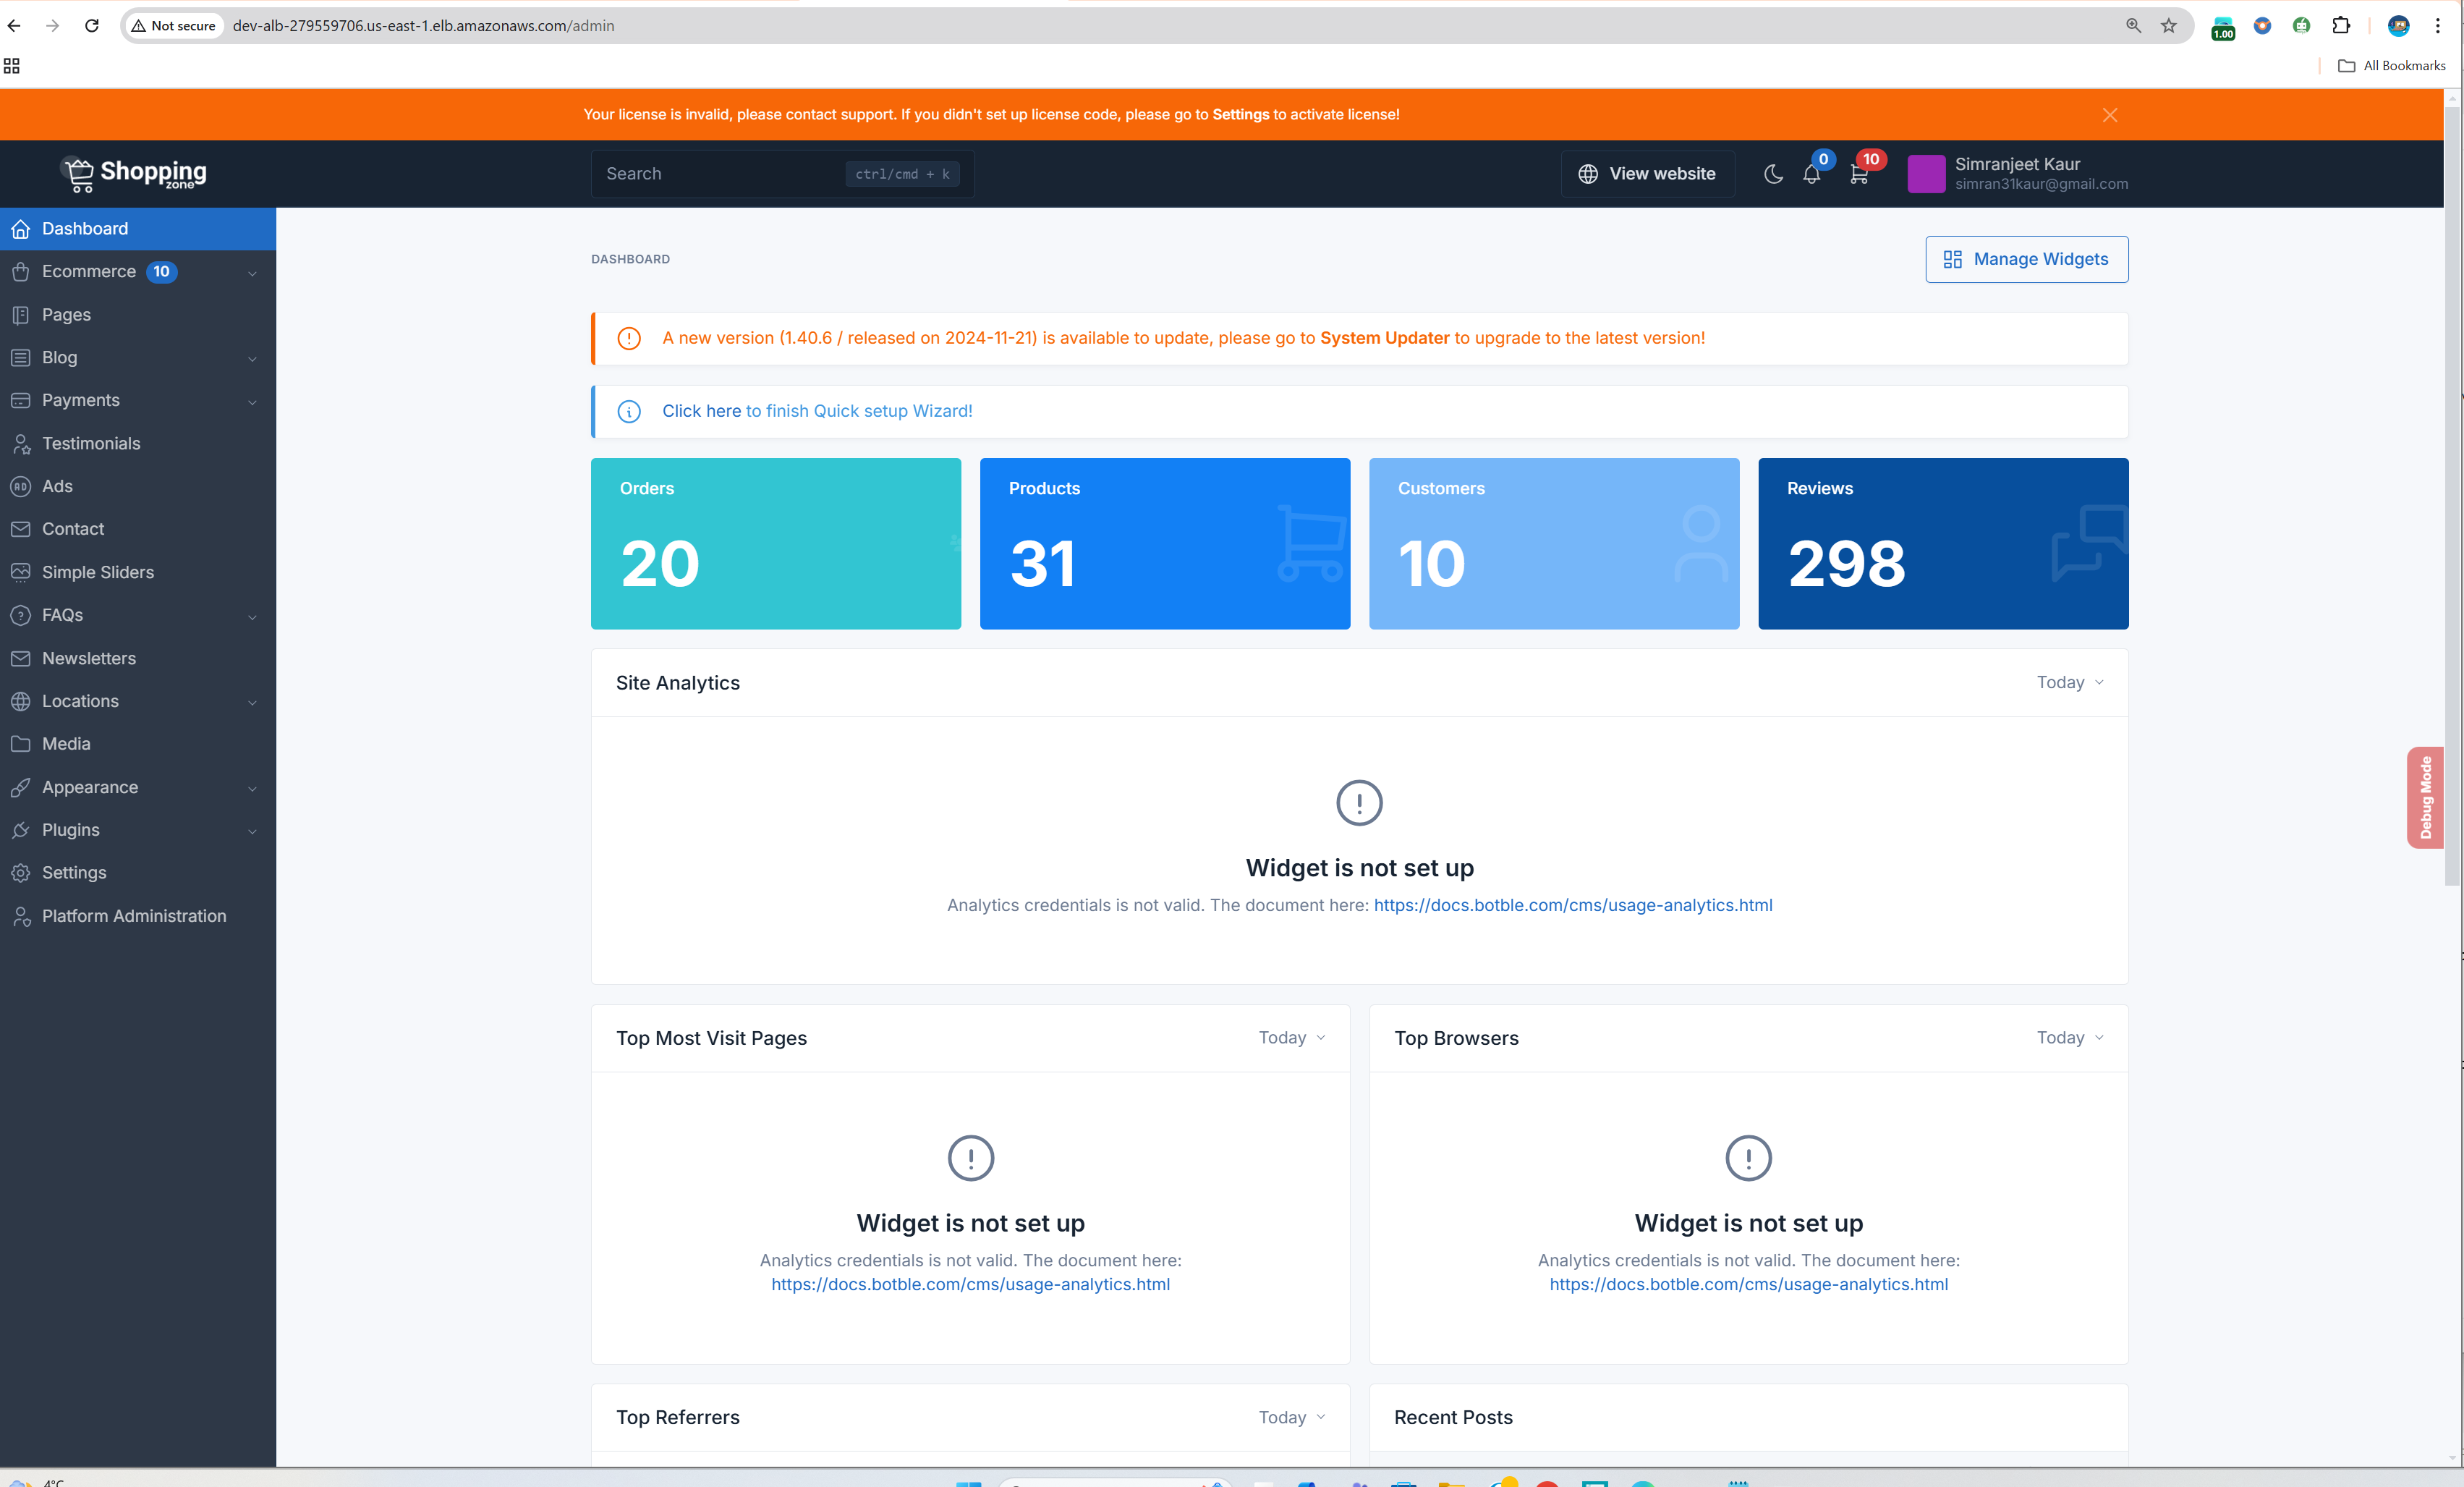 Not secure dev-alb-279559706.us-east-1.elb.amazonaws.com/admin
1.00
All Bookmarks
Your license is invalid, please contact support. If you didn't set up license code, please go to Settings to activate license!
Shopping
zone
Search ctrl/cmd + k
View website
0
10
Simranjeet Kaur
simran31kaur@gmail.com
Dashboard
Ecommerce 10
Pages
Blog
Payments
Testimonials
AD Ads
Contact
Simple Sliders
FAQs
Newsletters
Locations
Media
Appearance
Plugins
Settings
Platform Administration
DASHBOARD
Manage Widgets
A new version (1.40.6 / released on 2024-11-21) is available to update, please go to System Updater to upgrade to the latest version!
Click here to finish Quick setup Wizard!
Orders
20
Products
31
Customers
10
Reviews
298
Site Analytics
Today
Widget is not set up
Analytics credentials is not valid. The document here: https://docs.botble.com/cms/usage-analytics.html
Debug Mode
Top Most Visit Pages
Today
Widget is not set up
Analytics credentials is not valid. The document here:
https://docs.botble.com/cms/usage-analytics.html
Top Browsers
Today
Widget is not set up
Analytics credentials is not valid. The document here:
https://docs.botble.com/cms/usage-analytics.html
Top Referrers
Today
Recent Posts
4°C